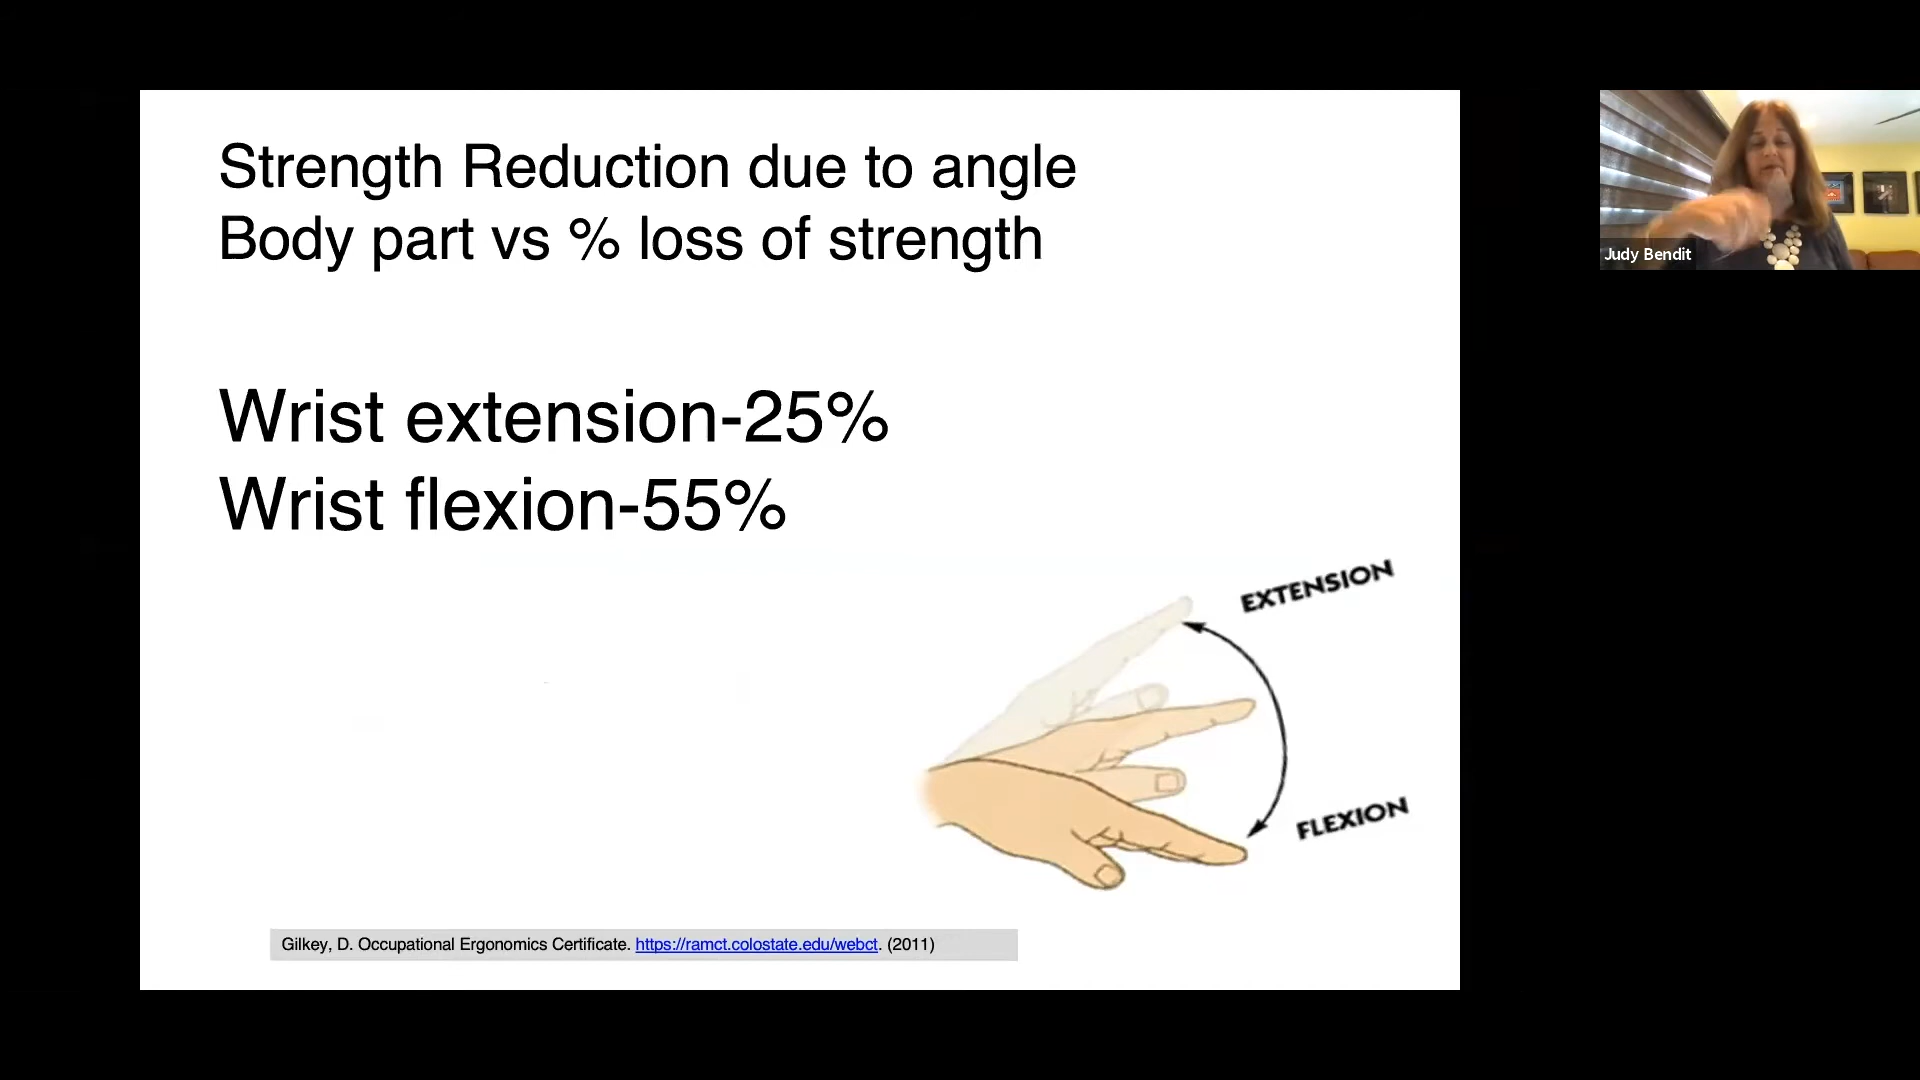 Strength Reduction due to angle
Body part vs % loss of strength
Wrist extension-25%
Wrist flexion-55%
EXTENSION
FLEXION
Gilkey, D. Occupational Ergonomics Certificate. https://ramct.colostate.edu/webct. (2011)
Judy Bendit